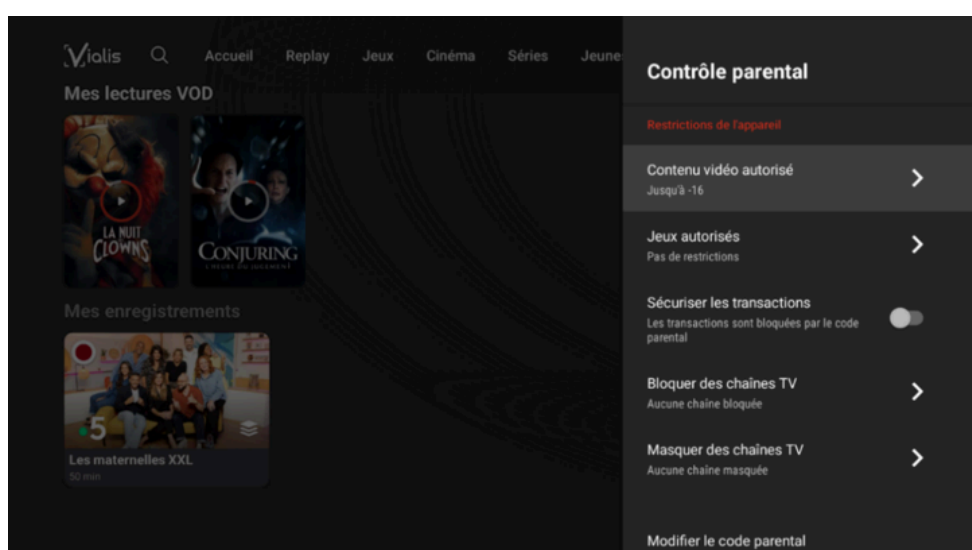 Vialis
Accueil
Replay
Jeux
Cinéma
Séries
Jeune
Mes lectures VOD
LA NUIT
CLOWNS
CONJURING
Mes enregistrements
5
Les maternelles XXL
50 min
Contrôle parental
Restrictions de l'appareil
Contenu vidéo autorisé
Jusqu'à -16
Jeux autorisés
Pas de restrictions
Sécuriser les transactions
Les transactions sont bloquées par le code
parental
Bloquer des chaînes TV
Aucune chaîne bloquée
Masquer des chaînes TV
Aucune chaîne masquée
Modifier le code parental